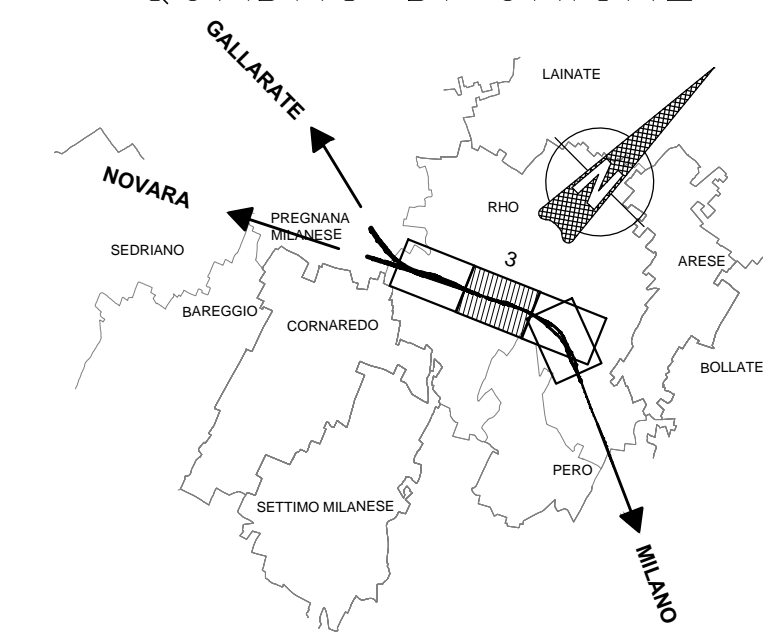 GALLARATE
LAINATE
NOVARA
N
PREGNANA
MILANESE
RHO
SEDRIANO
3
ARESE
BAREGGIO
CORNAREDO
BOLLATE
PERO
SETTIMO MILANESE
MILANO